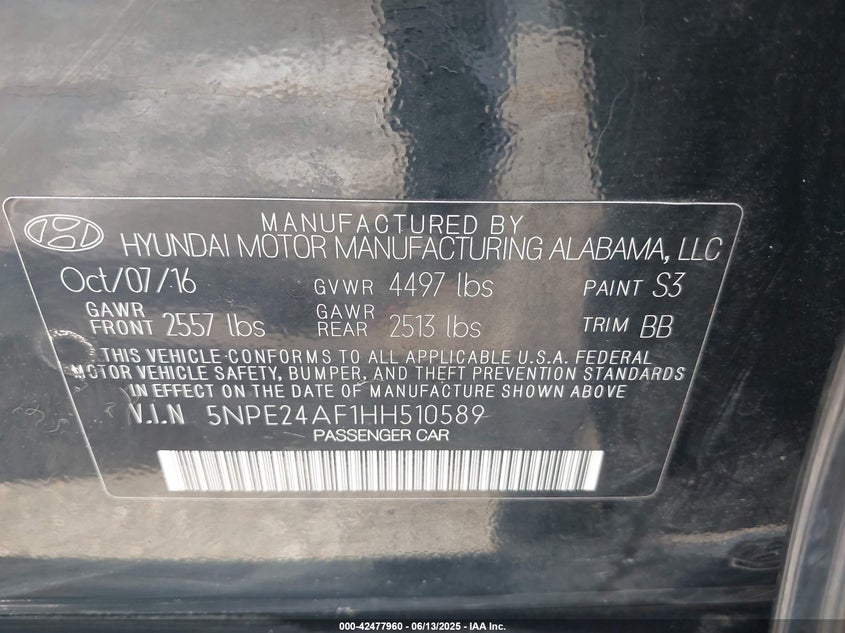 MANUFACTURED BY
HYUNDAI MOTOR MANUFACTURING ALABAMA, LLC
Oct/07/16 GVWR 4497 lbs PAINT S3
GAWR FRONT 2557 lbs GAWR REAR 2513 lbs TRIM BB
THIS VEHICLE CONFORMS TO ALL APPLICABLE U.S.A. FEDERAL
MOTOR VEHICLE SAFETY, BUMPER, AND THEFT PREVENTION STANDARDS
IN EFFECT ON THE DATE OF MANUFACTURE SHOWN ABOVE
V.I.N 5NPE24AF1HH510589
PASSENGER CAR
000-42477960 - 06/13/2025 - IAA Inc.